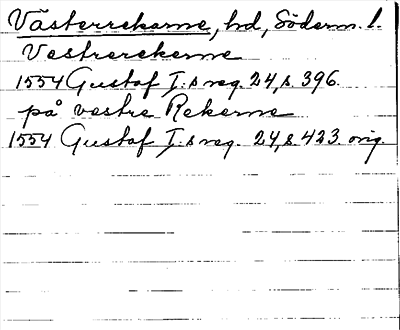 Västerrekarne, hd, Söderm. l.
Vestrerekerne
1554 Gustaf I.s reg. 24, s. 396.
på vestre Rekerne
1554 Gustaf I.s reg. 24, s. 423. orig.